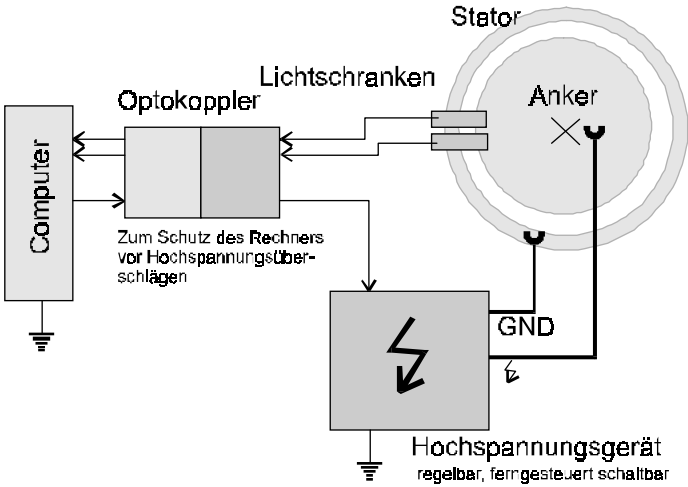 Stator
Lichtschranken
Anker
Optokoppler
Computer
Zum Schutz des Rechners
vor Hochspannungsüber-
schlägen
GND
Hochspannungsgerät
regelbar, ferngesteuert schaltbar